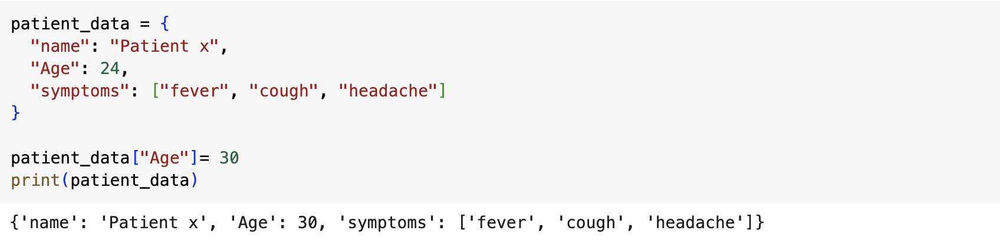 patient_data = {
  "name": "Patient x",
  "Age": 24,
  "symptoms": ["fever", "cough", "headache"]
}

patient_data["Age"]= 30
print(patient_data)
{'name': 'Patient x', 'Age': 30, 'symptoms': ['fever', 'cough', 'headache']}